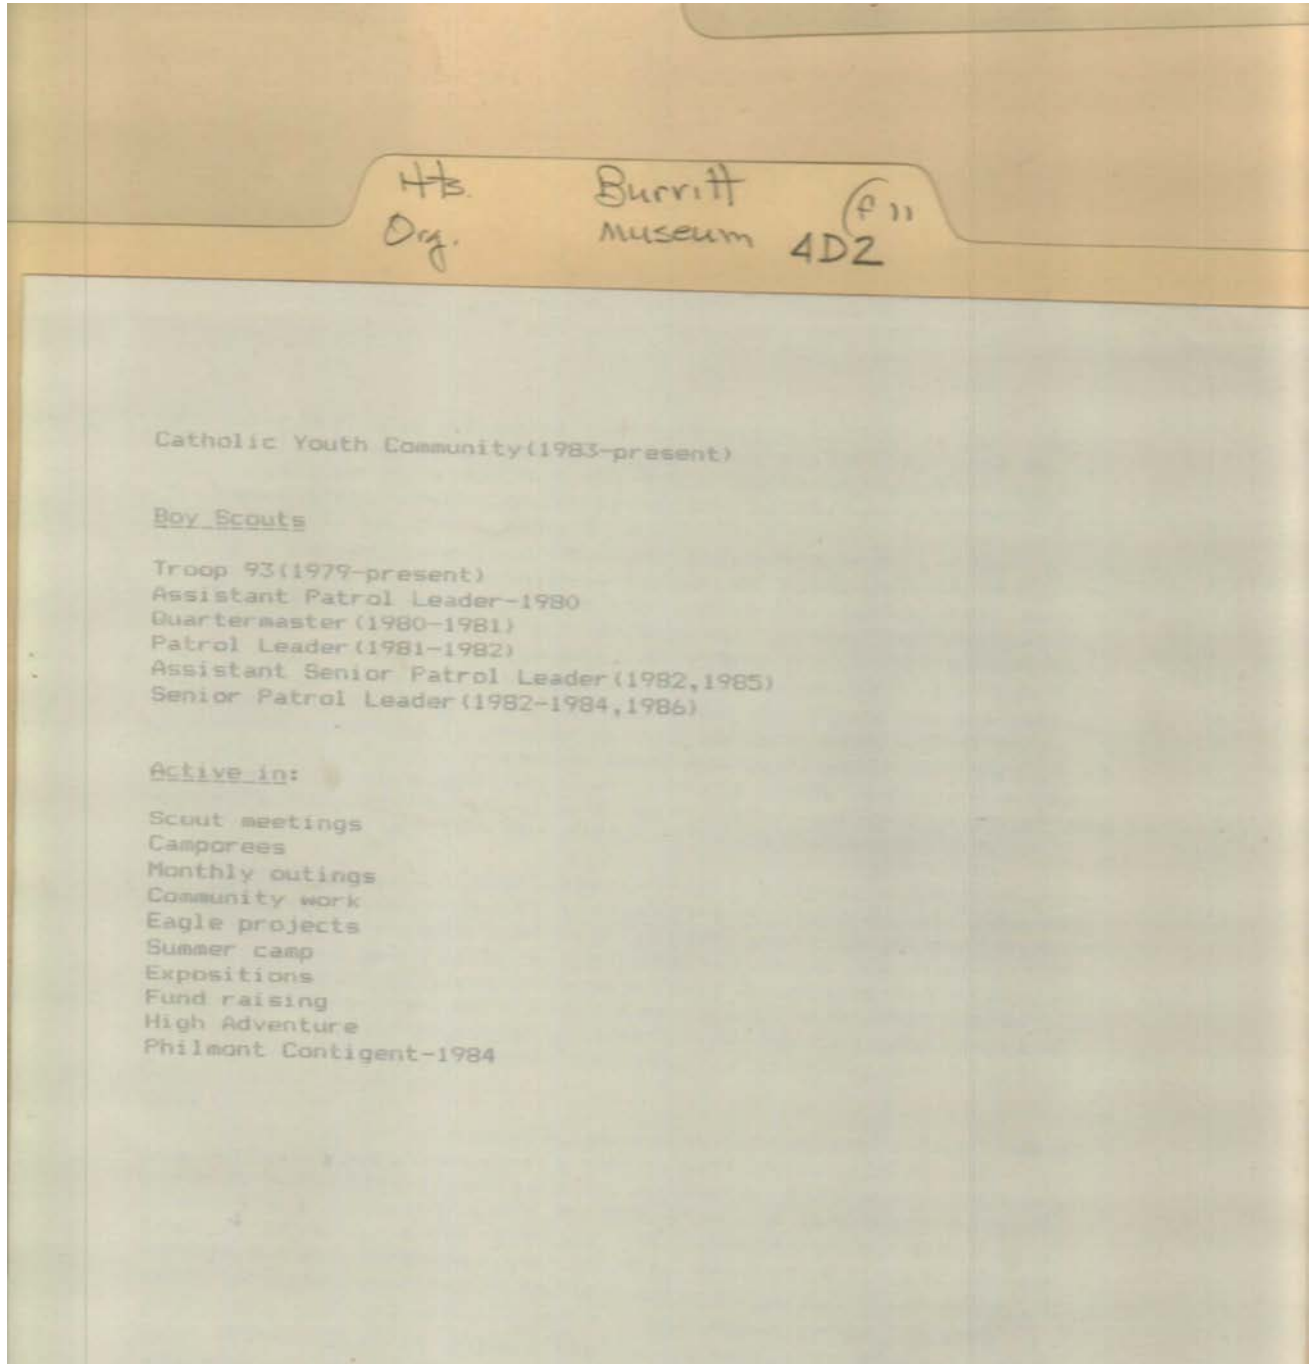 Hts. Burritt
Org. Museum f 11
4D2
Catholic Youth Community(1983-present)
Boy Scouts
Troop 93(1979-present)
Assistant Patrol Leader-1980
Quartermaster(1980-1981)
Patrol Leader(1981-1982)
Assistant Senior Patrol Leader(1982,1985)
Senior Patrol Leader(1982-1984,1986)
Active in:
Scout meetings
Camporees
Monthly outings
Community work
Eagle projects
Summer camp
Expositions
Fund raising
High Adventure
Philmont Contigent-1984